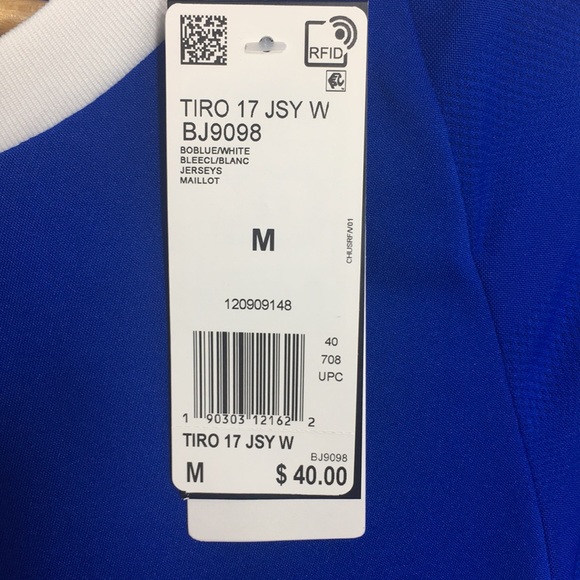 RFID
TIRO 17 JSY W
BJ9098
BOBLUE/WHITE
BLEECL/BLANC
JERSEYS
MAILLOT
M
CHIUSRFN01
120909148
40
708
UPC
1 90303 12162 2
TIRO 17 JSY W
BJ9098
M $ 40.00